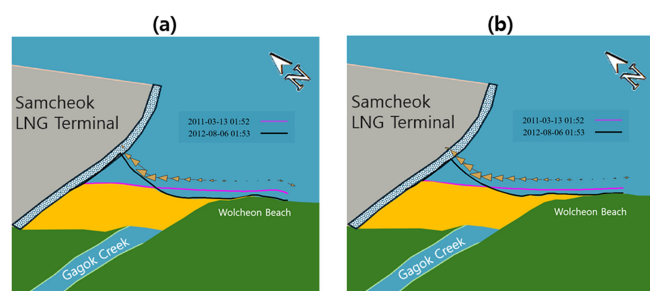 (a)
Samcheok
LNG Terminal
N
2011-03-13 01:52
2012-08-06 01:53
Wolcheon Beach
Gagok Creek
(b)
Samcheok
LNG Terminal
N
2011-03-13 01:52
2012-08-06 01:53
Wolcheon Beach
Gagok Creek